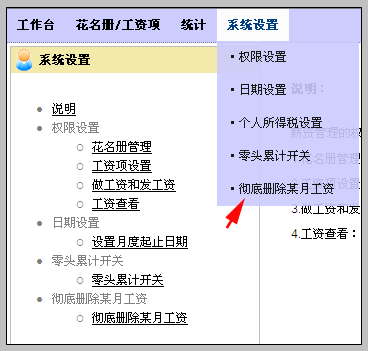 工作台 花名册/工资项 统计 系统设置
系统设置
• 说明
• 权限设置
花名册管理
工资项设置
做工资和发工资
工资查看
• 日期设置
设置月度起止日期
• 零头累计开关
零头累计开关
• 彻底删除某月工资
彻底删除某月工资
• 权限设置
• 日期设置
• 个人所得税设置
• 零头累计开关
• 彻底删除某月工资
说明：
3.做工资和发
4.工资查看：